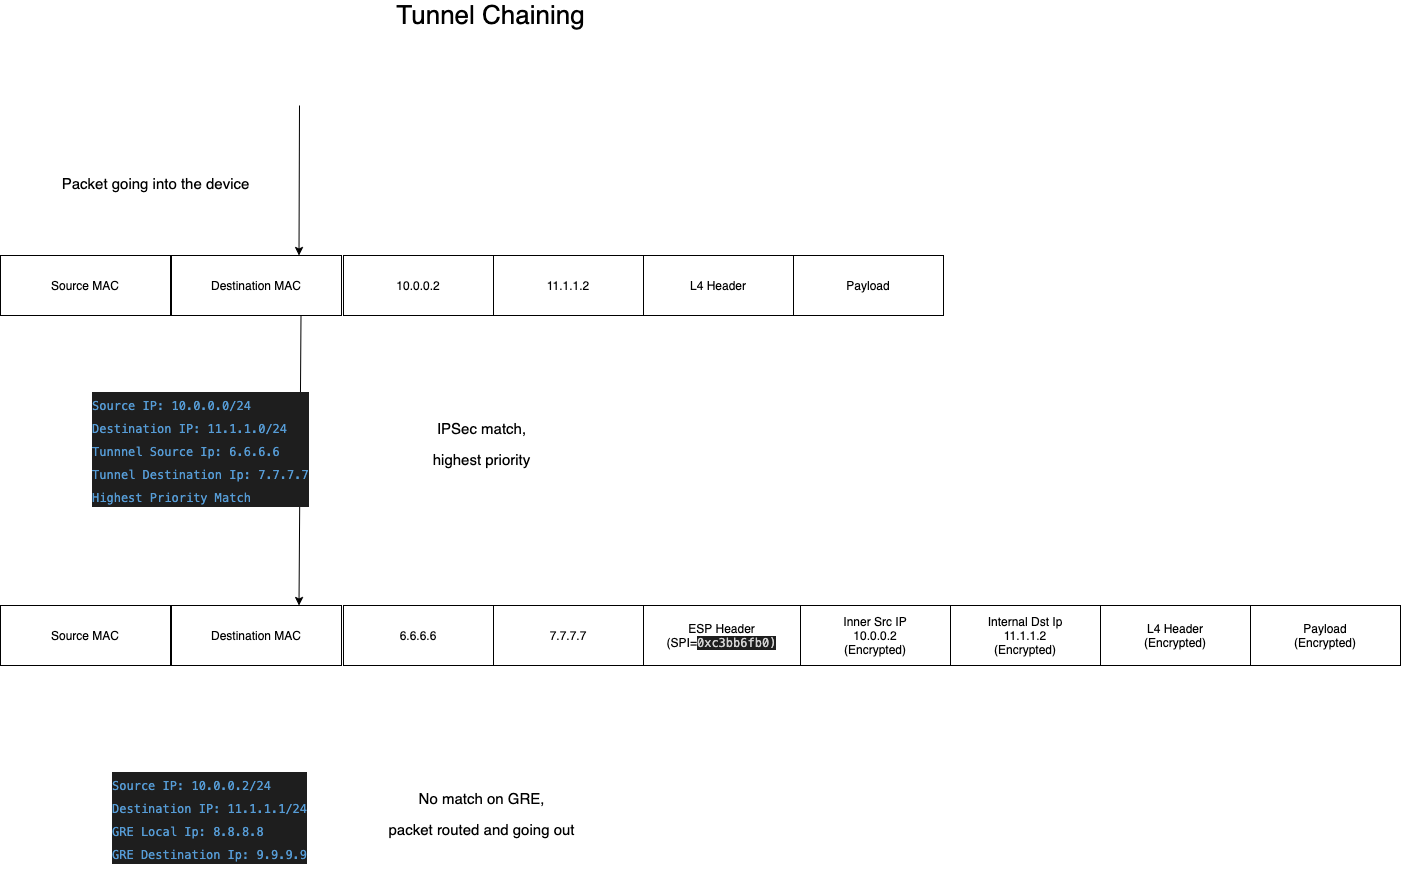 Tunnel Chaining
Packet going into the device
Source MAC
Destination MAC
10.0.0.2
11.1.1.2
L4 Header
Payload
Source IP: 10.0.0.0/24
Destination IP: 11.1.1.0/24
Tunnnel Source Ip: 6.6.6.6
Tunnel Destination Ip: 7.7.7.7
Highest Priority Match
IPSec match,
highest priority
Source MAC
Destination MAC
6.6.6.6
7.7.7.7
ESP Header
(SPI=0xc3bb6fb0)
Inner Src IP
10.0.0.2
(Encrypted)
Internal Dst Ip
11.1.1.2
(Encrypted)
L4 Header
(Encrypted)
Payload
(Encrypted)
Source IP: 10.0.0.2/24
Destination IP: 11.1.1.1/24
GRE Local Ip: 8.8.8.8
GRE Destination Ip: 9.9.9.9
No match on GRE,
packet routed and going out